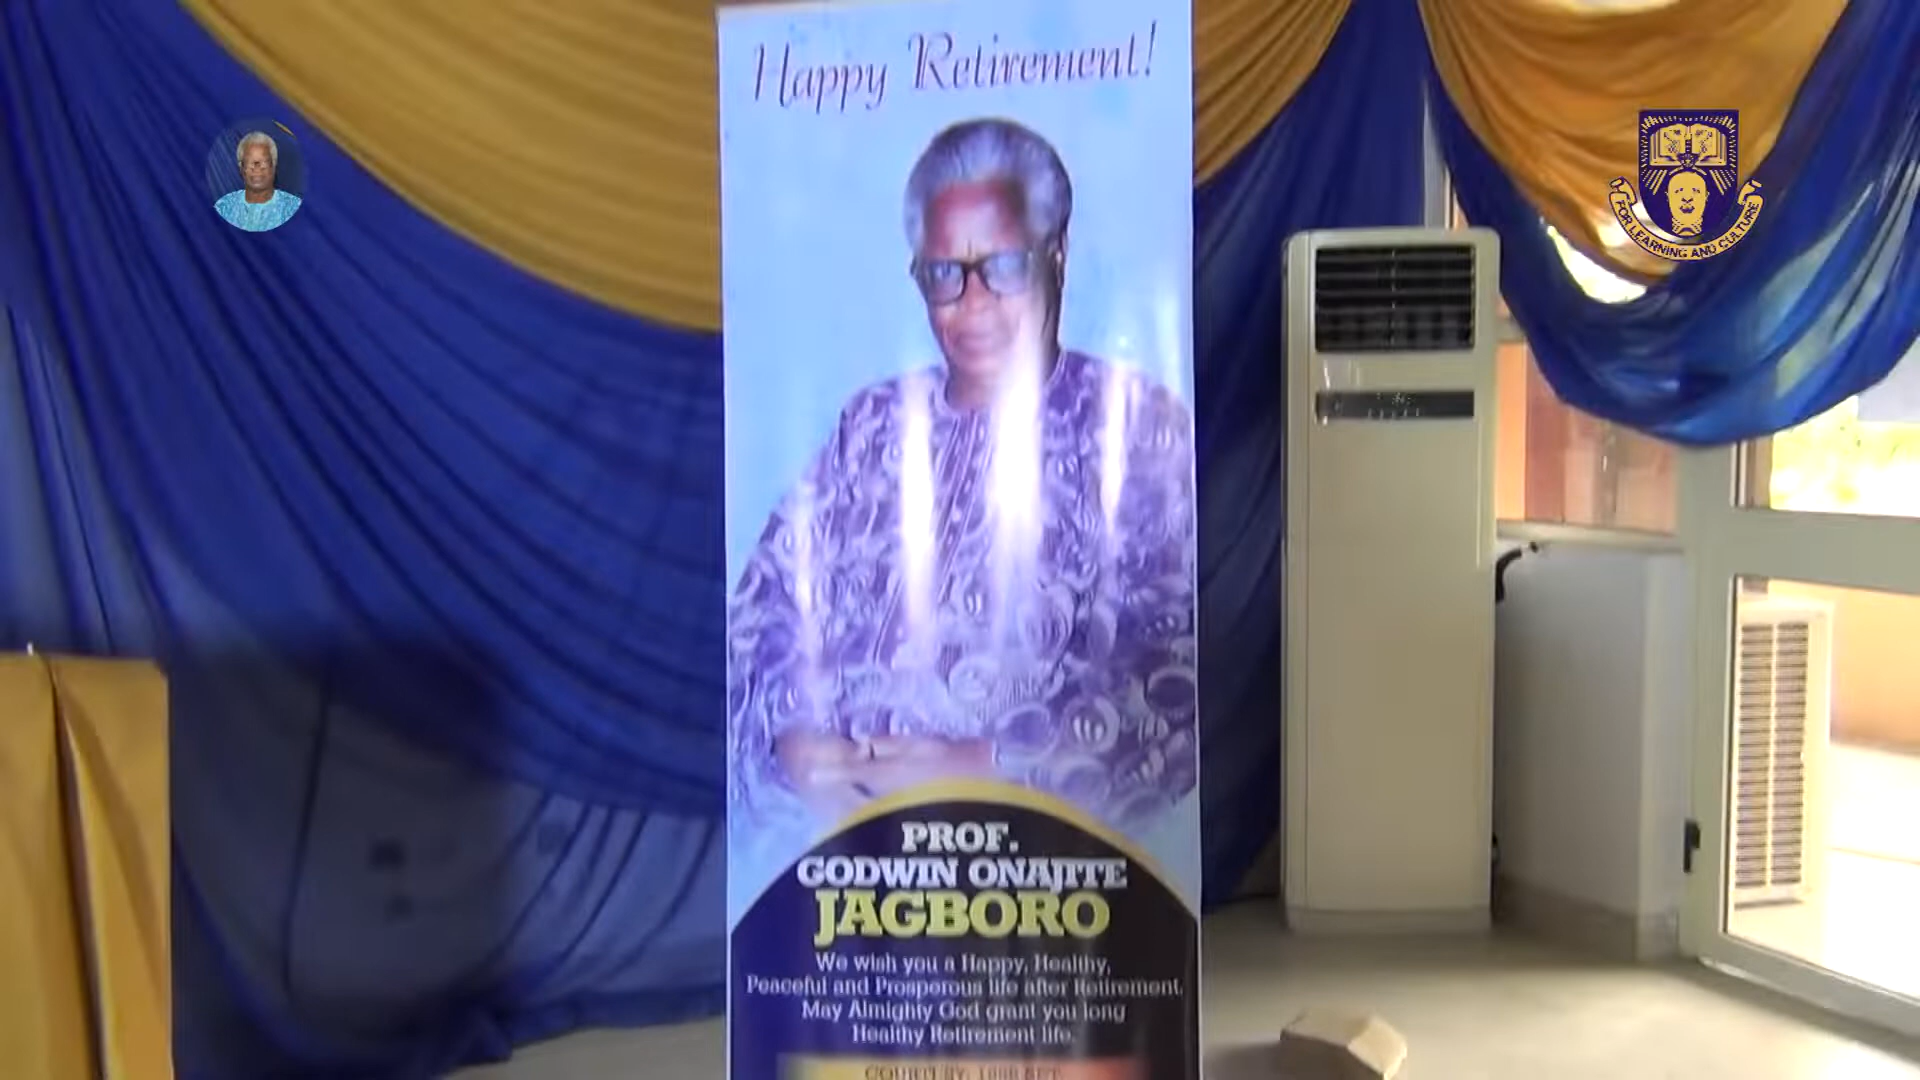 Happy Retirement!
FOR LEARNING AND CULTURE
PROF.
GODWIN ONAJITE
JAGBORO
We wish you a Happy, Healthy,
Peaceful and Prosperous life after Retirement.
May Almighty God grant you long
Healthy Retirement life.